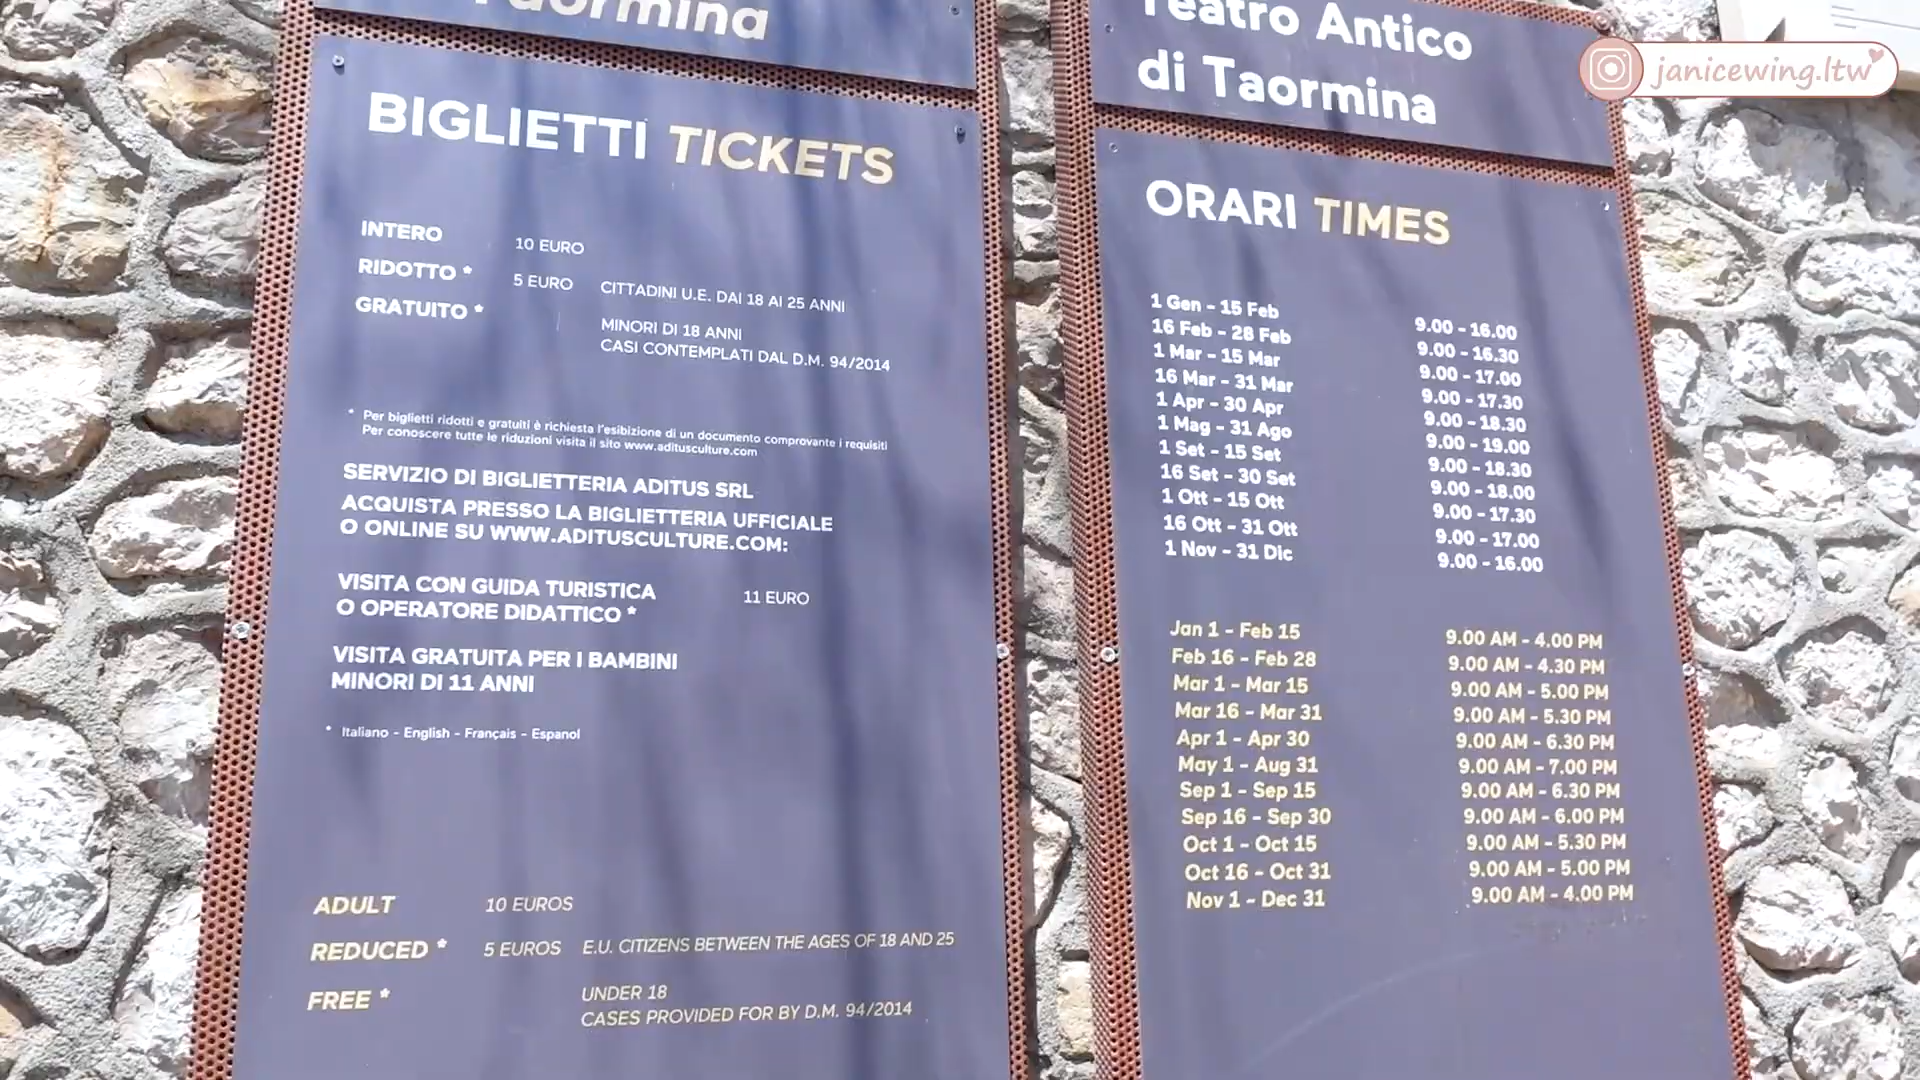 Taormina
BIGLIETTI TICKETS
INTERO 10 EURO
RIDOTTO * 5 EURO CITTADINI U.E. DAI 18 AI 25 ANNI
GRATUITO * MINORI DI 18 ANNI
CASI CONTEMPLATI DAL D.M. 94/2014
* Per biglietti ridotti e gratuiti è richiesta l'esibizione di un documento comprovante i requisiti
Per conoscere tutte le riduzioni visita il sito www.aditusculture.com
SERVIZIO DI BIGLIETTERIA ADITUS SRL
ACQUISTA PRESSO LA BIGLIETTERIA UFFICIALE
O ONLINE SU WWW.ADITUSCULTURE.COM:
VISITA CON GUIDA TURISTICA
O OPERATORE DIDATTICO * 11 EURO
VISITA GRATUITA PER I BAMBINI
MINORI DI 11 ANNI
* Italiano - English - Français - Espanol
ADULT 10 EUROS
REDUCED * 5 EUROS E.U. CITIZENS BETWEEN THE AGES OF 18 AND 25
FREE * UNDER 18
CASES PROVIDED FOR BY D.M. 94/2014
Teatro Antico
di Taormina
ORARI TIMES
1 Gen - 15 Feb 9.00 - 16.00
16 Feb - 28 Feb 9.00 - 16.30
1 Mar - 15 Mar 9.00 - 17.00
16 Mar - 31 Mar 9.00 - 17.30
1 Apr - 30 Apr 9.00 - 18.30
1 Mag - 31 Ago 9.00 - 19.00
1 Set - 15 Set 9.00 - 18.30
16 Set - 30 Set 9.00 - 18.00
1 Ott - 15 Ott 9.00 - 17.30
16 Ott - 31 Ott 9.00 - 17.00
1 Nov - 31 Dic 9.00 - 16.00
Jan 1 - Feb 15 9.00 AM - 4.00 PM
Feb 16 - Feb 28 9.00 AM - 4.30 PM
Mar 1 - Mar 15 9.00 AM - 5.00 PM
Mar 16 - Mar 31 9.00 AM - 5.30 PM
Apr 1 - Apr 30 9.00 AM - 6.30 PM
May 1 - Aug 31 9.00 AM - 7.00 PM
Sep 1 - Sep 15 9.00 AM - 6.30 PM
Sep 16 - Sep 30 9.00 AM - 6.00 PM
Oct 1 - Oct 15 9.00 AM - 5.30 PM
Oct 16 - Oct 31 9.00 AM - 5.00 PM
Nov 1 - Dec 31 9.00 AM - 4.00 PM
janicewing.ltw